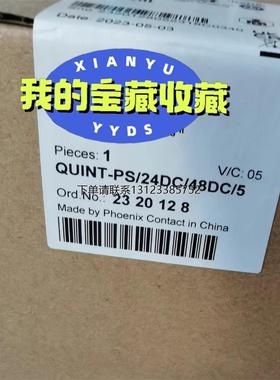 Date 2023-05-03
XIANYU
我的宝藏收藏
YYDS
Pieces: 1
V/C: 05
QUINT-PS/24DC/48DC/5
下单请联系13123385752
Ord.No.: 23 20 12 8
Made by Phoenix Contact in China